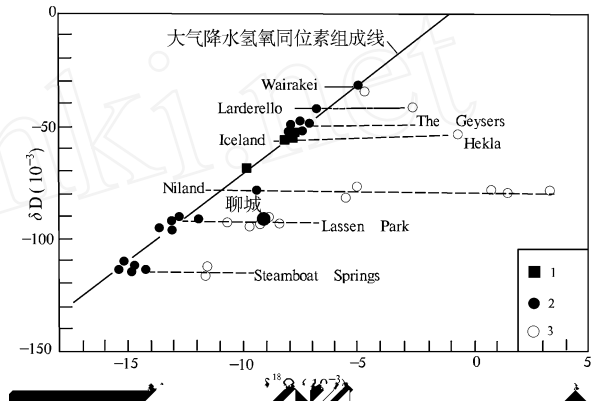 0
大气降水氢氧同位素组成线
Wairakei
Larderello
The Geysers
-50
Iceland
Hekla
Niland
聊城
Lassen Park
-100
Steamboat Springs
δD(10⁻³)
1
2
3
-150
-15
-10
-5
0
5
nki.net